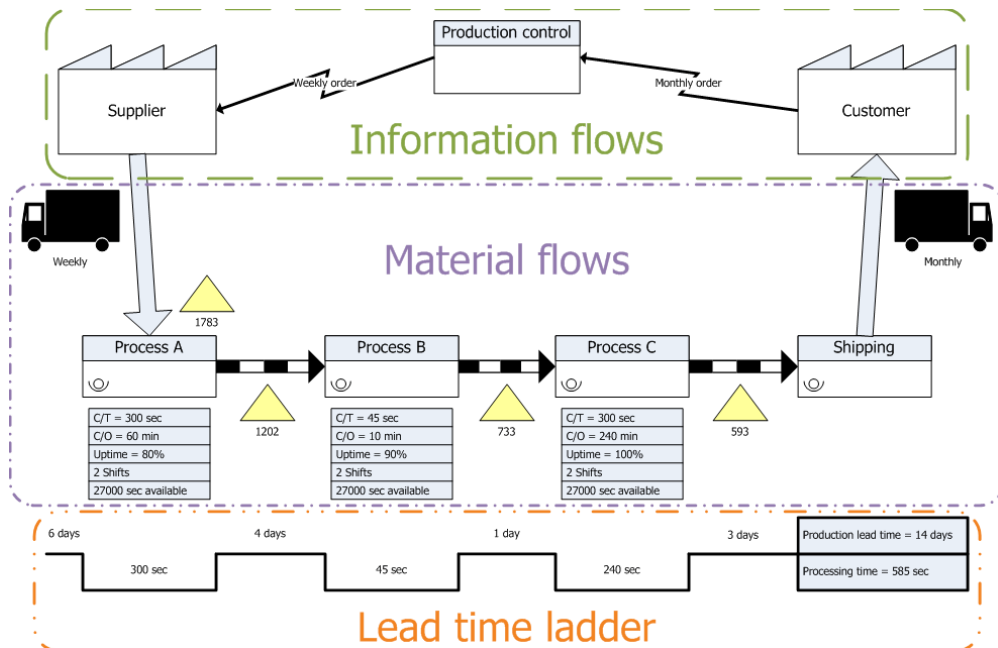 Production control
Weekly order
Monthly order
Supplier
Customer
Information flows
Weekly
Material flows
Monthly
1783
Process A
Process B
Process C
Shipping
1202
733
593
C/T = 300 sec
C/O = 60 min
Uptime = 80%
2 Shifts
27000 sec available
C/T = 45 sec
C/O = 10 min
Uptime = 90%
2 Shifts
27000 sec available
C/T = 300 sec
C/O = 240 min
Uptime = 100%
2 Shifts
27000 sec available
6 days
4 days
1 day
3 days
Production lead time = 14 days
300 sec
45 sec
240 sec
Processing time = 585 sec
Lead time ladder